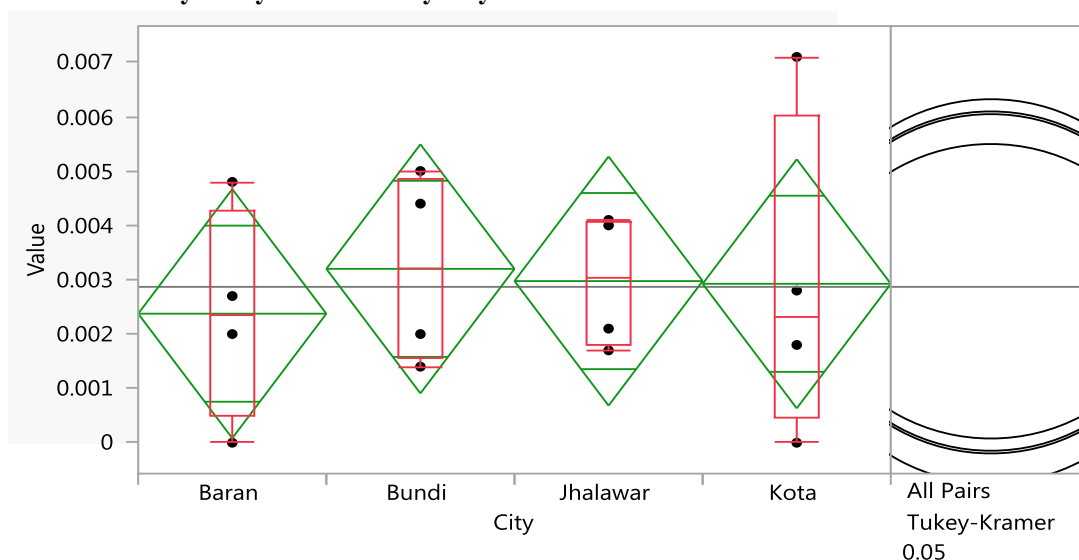 0.007
0.006
0.005
0.004
0.003
0.002
0.001
0
Value
Baran
Bundi
Jhalawar
Kota
City
All Pairs
Tukey-Kramer
0.05